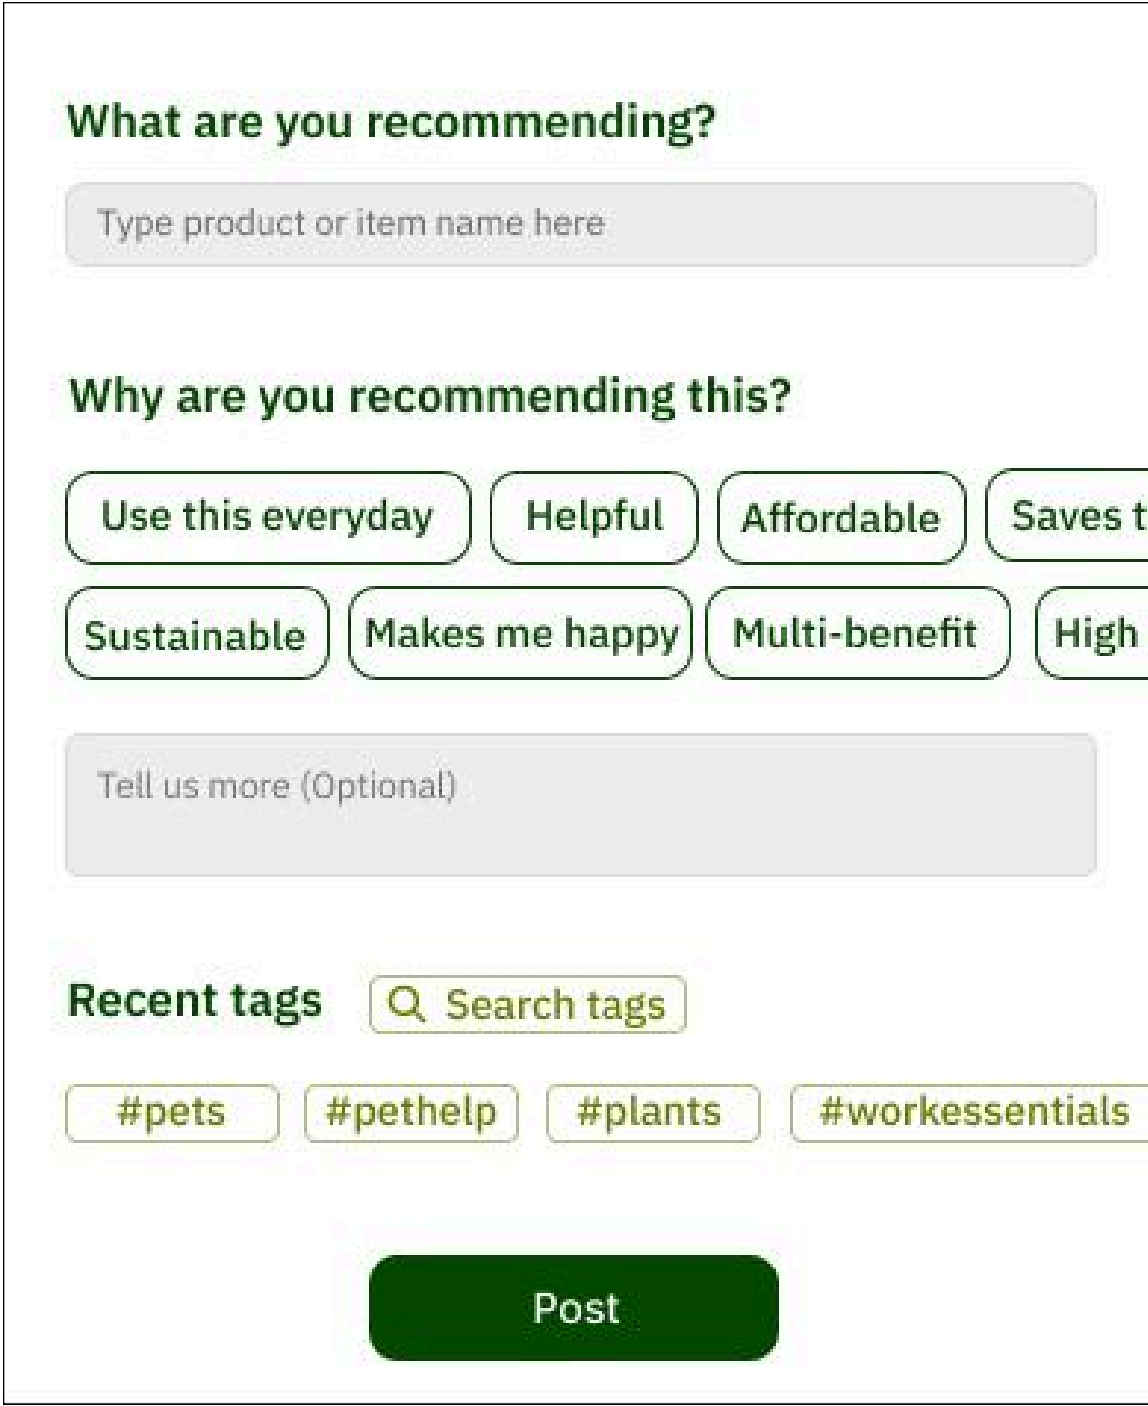 What are you recommending?
Type product or item name here
Why are you recommending this?
Use this everyday Helpful Affordable Saves t
Sustainable Makes me happy Multi-benefit High
Tell us more (Optional)
Recent tags Search tags
#pets #pethelp #plants #workessentials
Post